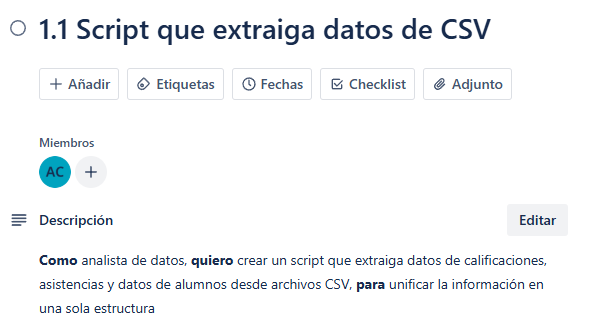 1.1 Script que extraiga datos de CSV
Añadir Etiquetas Fechas Checklist Adjunto
Miembros
AC
Descripción Editar
Como analista de datos, quiero crear un script que extraiga datos de calificaciones,
asistencias y datos de alumnos desde archivos CSV, para unificar la información en
una sola estructura